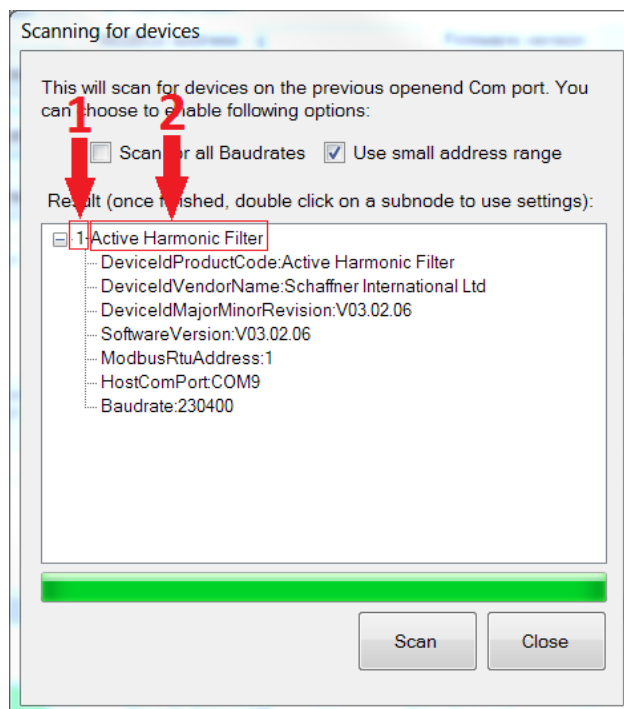 Scanning for devices
This will scan for devices on the previous openend Com port. You
can choose to enable following options:
1 2
Scan for all Baudrates Use small address range
Result (once finished, double click on a subnode to use settings):
1-Active Harmonic Filter
DeviceIdProductCode:Active Harmonic Filter
DeviceIdVendorName:Schaffner International Ltd
DeviceIdMajorMinorRevision:V03.02.06
SoftwareVersion:V03.02.06
ModbusRtuAddress:1
HostComPort:COM9
Baudrate:230400
Scan Close